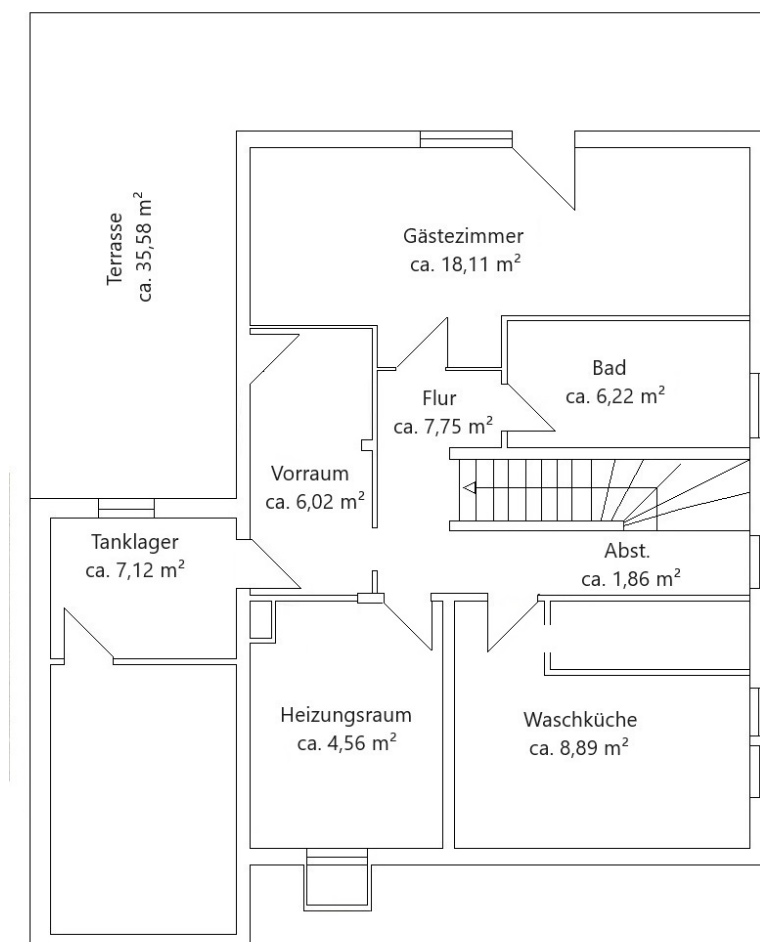 Terrasse
ca. 35,58 m²
Gästezimmer
ca. 18,11 m²
Bad
ca. 6,22 m²
Flur
ca. 7,75 m²
Vorraum
ca. 6,02 m²
Tanklager
ca. 7,12 m²
Abst.
ca. 1,86 m²
Heizungsraum
ca. 4,56 m²
Waschküche
ca. 8,89 m²